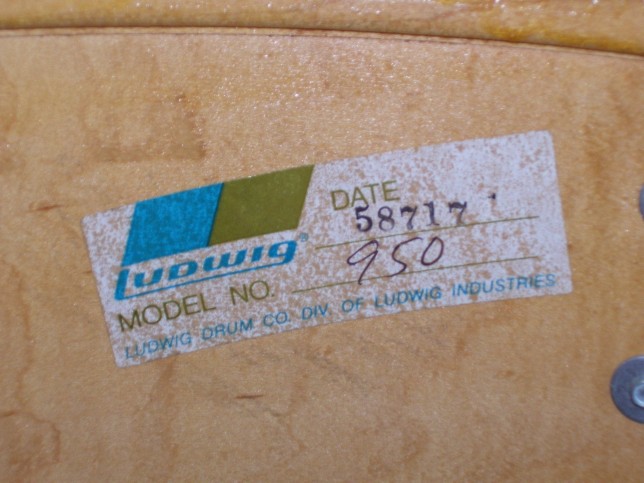 LUDWIG®
DATE 58717
MODEL NO. 950
LUDWIG DRUM CO. DIV. OF LUDWIG INDUSTRIES